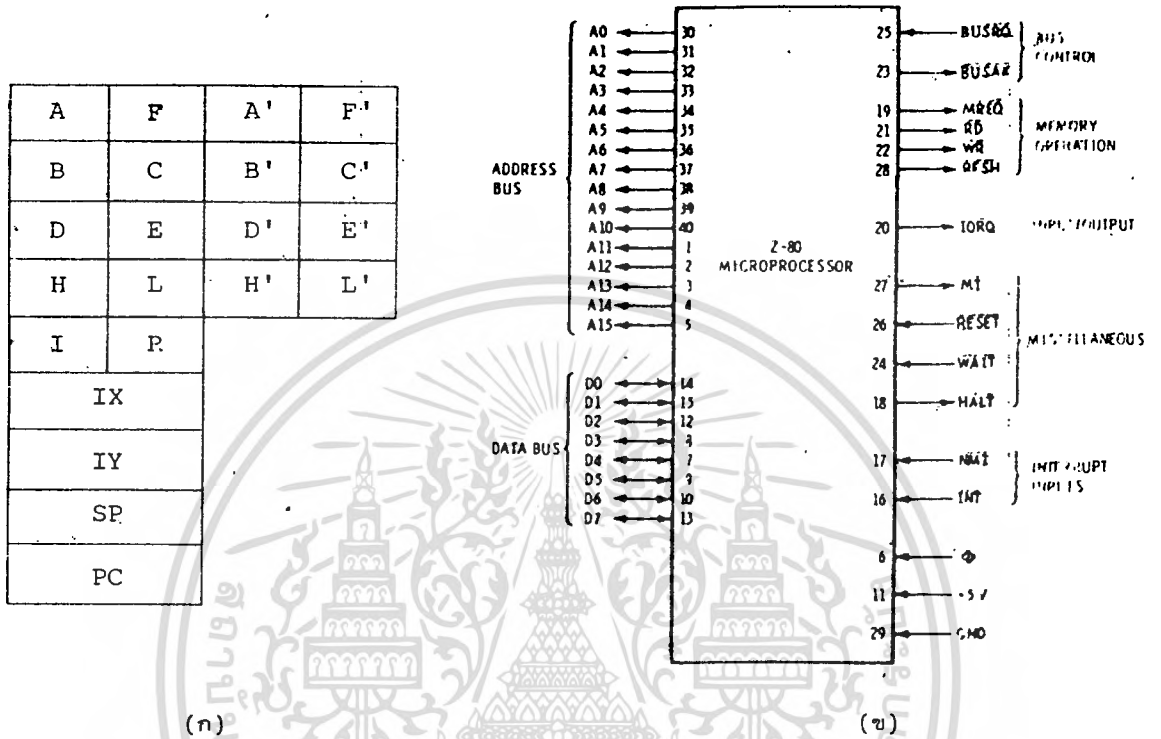 A F A' F'
B C B' C'
D E D' E'
H L H' L'
I R
IX
IY
SP
PC
(ก)
ADDRESS
BUS
A0 30
A1 31
A2 32
A3 33
A4 34
A5 35
A6 36
A7 37
A8 38
A9 39
A10 40
A11 1
A12 2
A13 3
A14 4
A15 5
DATA BUS
D0 14
D1 15
D2 12
D3 8
D4 7
D5 9
D6 10
D7 13
Z-80
MICROPROCESSOR
25 BUSRQ
23 BUSAK
BUS
CONTROL
19 MREQ
21 RD
22 WR
28 RFSH
MEMORY
OPERATION
20 IORQ INPUT/OUTPUT
27 M1
26 RESET
24 WAIT
18 HALT
MISCELLANEOUS
17 NMI
16 INT
INTERRUPT
INPUTS
6 Φ
11 +5V
29 GND
(ข)